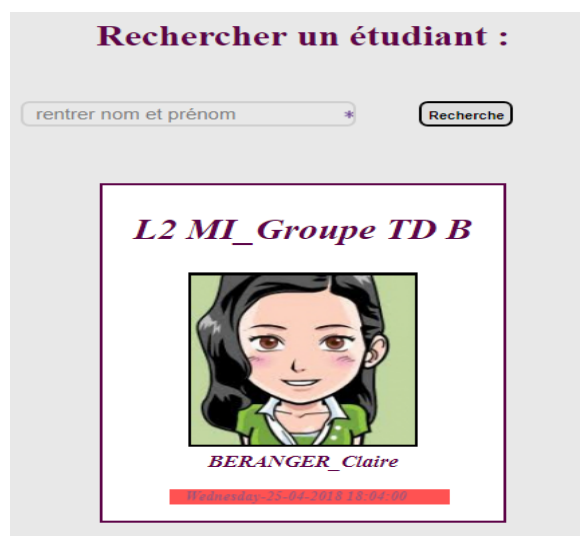 Rechercher un étudiant :
rentrer nom et prénom *
Recherche
L2 MI_Groupe TD B
BERANGER_Claire
Wednesday-25-04-2018 18:04:00